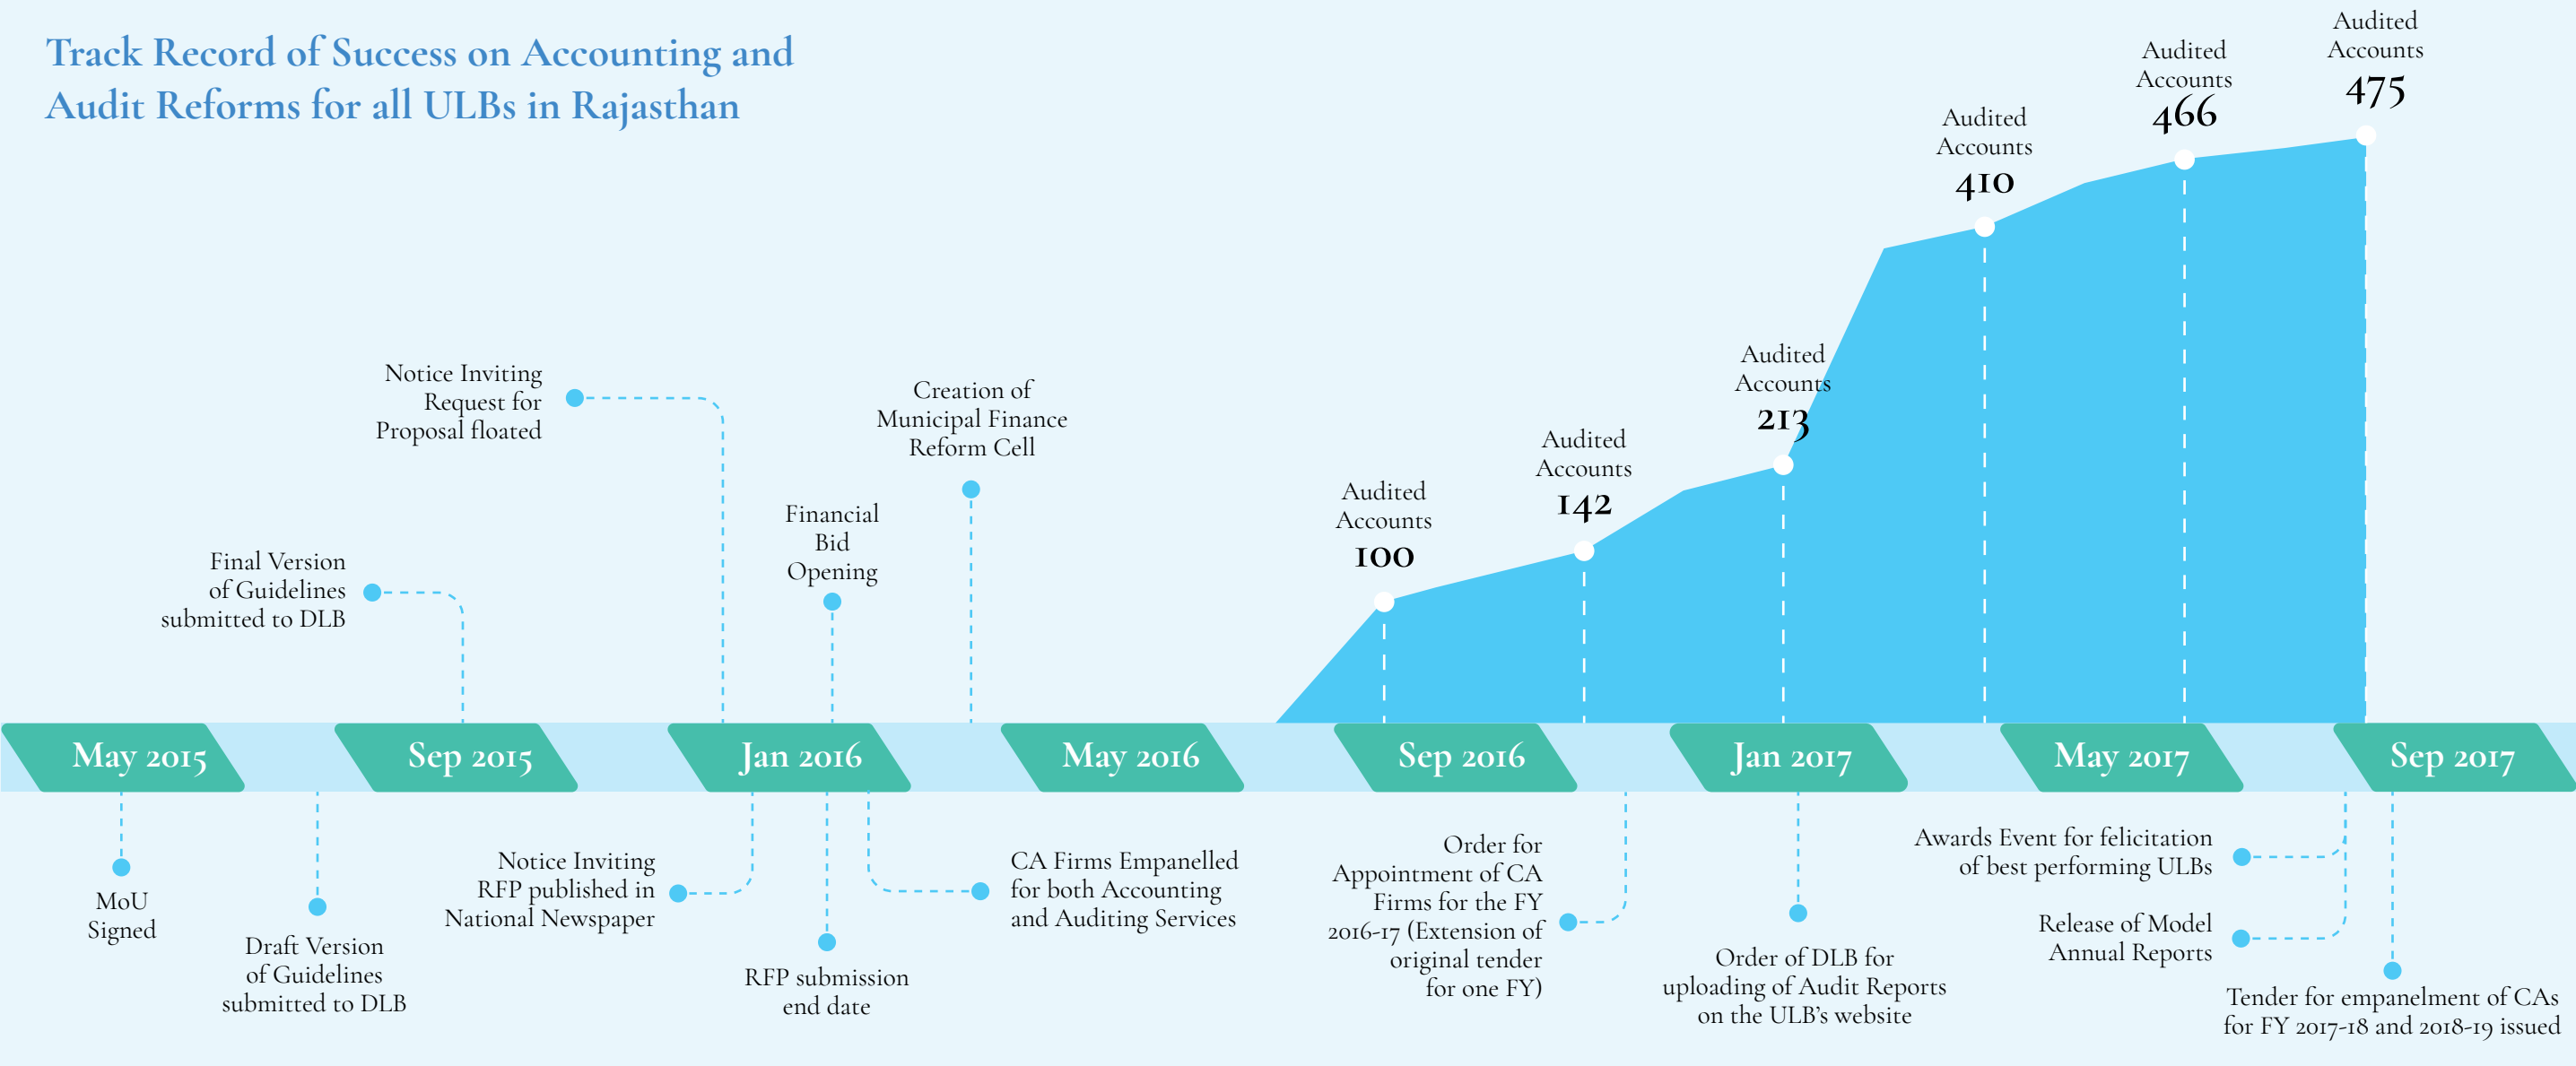 Track Record of Success on Accounting and
Audit Reforms for all ULBs in Rajasthan
Notice Inviting
Request for
Proposal floated
Final Version
of Guidelines
submitted to DLB
Financial
Bid
Opening
Creation of
Municipal Finance
Reform Cell
Audited
Accounts
100
Audited
Accounts
142
Audited
Accounts
213
Audited
Accounts
410
Audited
Accounts
466
Audited
Accounts
475
May 2015
Sep 2015
Jan 2016
May 2016
Sep 2016
Jan 2017
May 2017
Sep 2017
MoU
Signed
Draft Version
of Guidelines
submitted to DLB
Notice Inviting
RFP published in
National Newspaper
RFP submission
end date
CA Firms Empanelled
for both Accounting
and Auditing Services
Order for
Appointment of CA
Firms for the FY
2016-17 (Extension of
original tender
for one FY)
Order of DLB for
uploading of Audit Reports
on the ULB’s website
Awards Event for felicitation
of best performing ULBs
Release of Model
Annual Reports
Tender for empanelment of CAs
for FY 2017-18 and 2018-19 issued